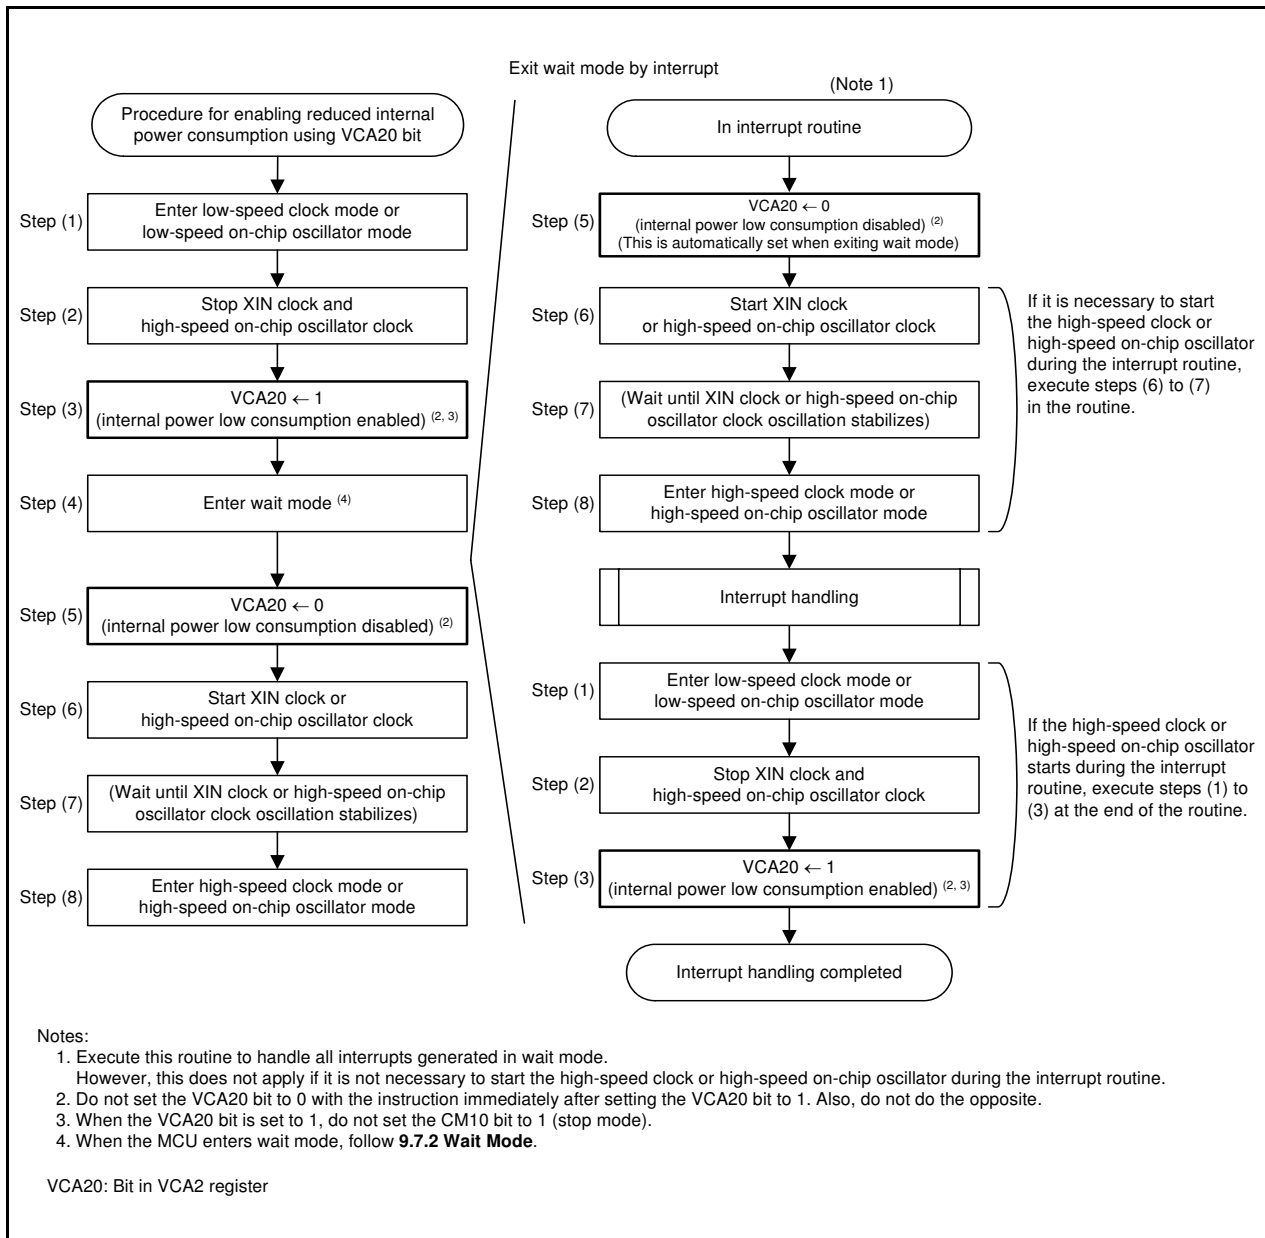 Exit wait mode by interrupt
Procedure for enabling reduced internal
power consumption using VCA20 bit
Step (1)
Enter low-speed clock mode or
low-speed on-chip oscillator mode
Step (2)
Stop XIN clock and
high-speed on-chip oscillator clock
Step (3)
VCA20 ← 1
(internal power low consumption enabled) (2, 3)
Step (4)
Enter wait mode (4)
Step (5)
VCA20 ← 0
(internal power low consumption disabled) (2)
Step (6)
Start XIN clock or
high-speed on-chip oscillator clock
Step (7)
(Wait until XIN clock or high-speed on-chip
oscillator clock oscillation stabilizes)
Step (8)
Enter high-speed clock mode or
high-speed on-chip oscillator mode
(Note 1)
In interrupt routine
Step (5)
VCA20 ← 0
(internal power low consumption disabled) (2)
(This is automatically set when exiting wait mode)
Step (6)
Start XIN clock
or high-speed on-chip oscillator clock
Step (7)
(Wait until XIN clock or high-speed on-chip
oscillator clock oscillation stabilizes)
Step (8)
Enter high-speed clock mode or
high-speed on-chip oscillator mode
If it is necessary to start
the high-speed clock or
high-speed on-chip oscillator
during the interrupt routine,
execute steps (6) to (7)
in the routine.
Interrupt handling
Step (1)
Enter low-speed clock mode or
low-speed on-chip oscillator mode
Step (2)
Stop XIN clock and
high-speed on-chip oscillator clock
Step (3)
VCA20 ← 1
(internal power low consumption enabled) (2, 3)
If the high-speed clock or
high-speed on-chip oscillator
starts during the interrupt
routine, execute steps (1) to
(3) at the end of the routine.
Interrupt handling completed
Notes:
1. Execute this routine to handle all interrupts generated in wait mode.
However, this does not apply if it is not necessary to start the high-speed clock or high-speed on-chip oscillator during the interrupt routine.
2. Do not set the VCA20 bit to 0 with the instruction immediately after setting the VCA20 bit to 1. Also, do not do the opposite.
3. When the VCA20 bit is set to 1, do not set the CM10 bit to 1 (stop mode).
4. When the MCU enters wait mode, follow 9.7.2 Wait Mode.
VCA20: Bit in VCA2 register